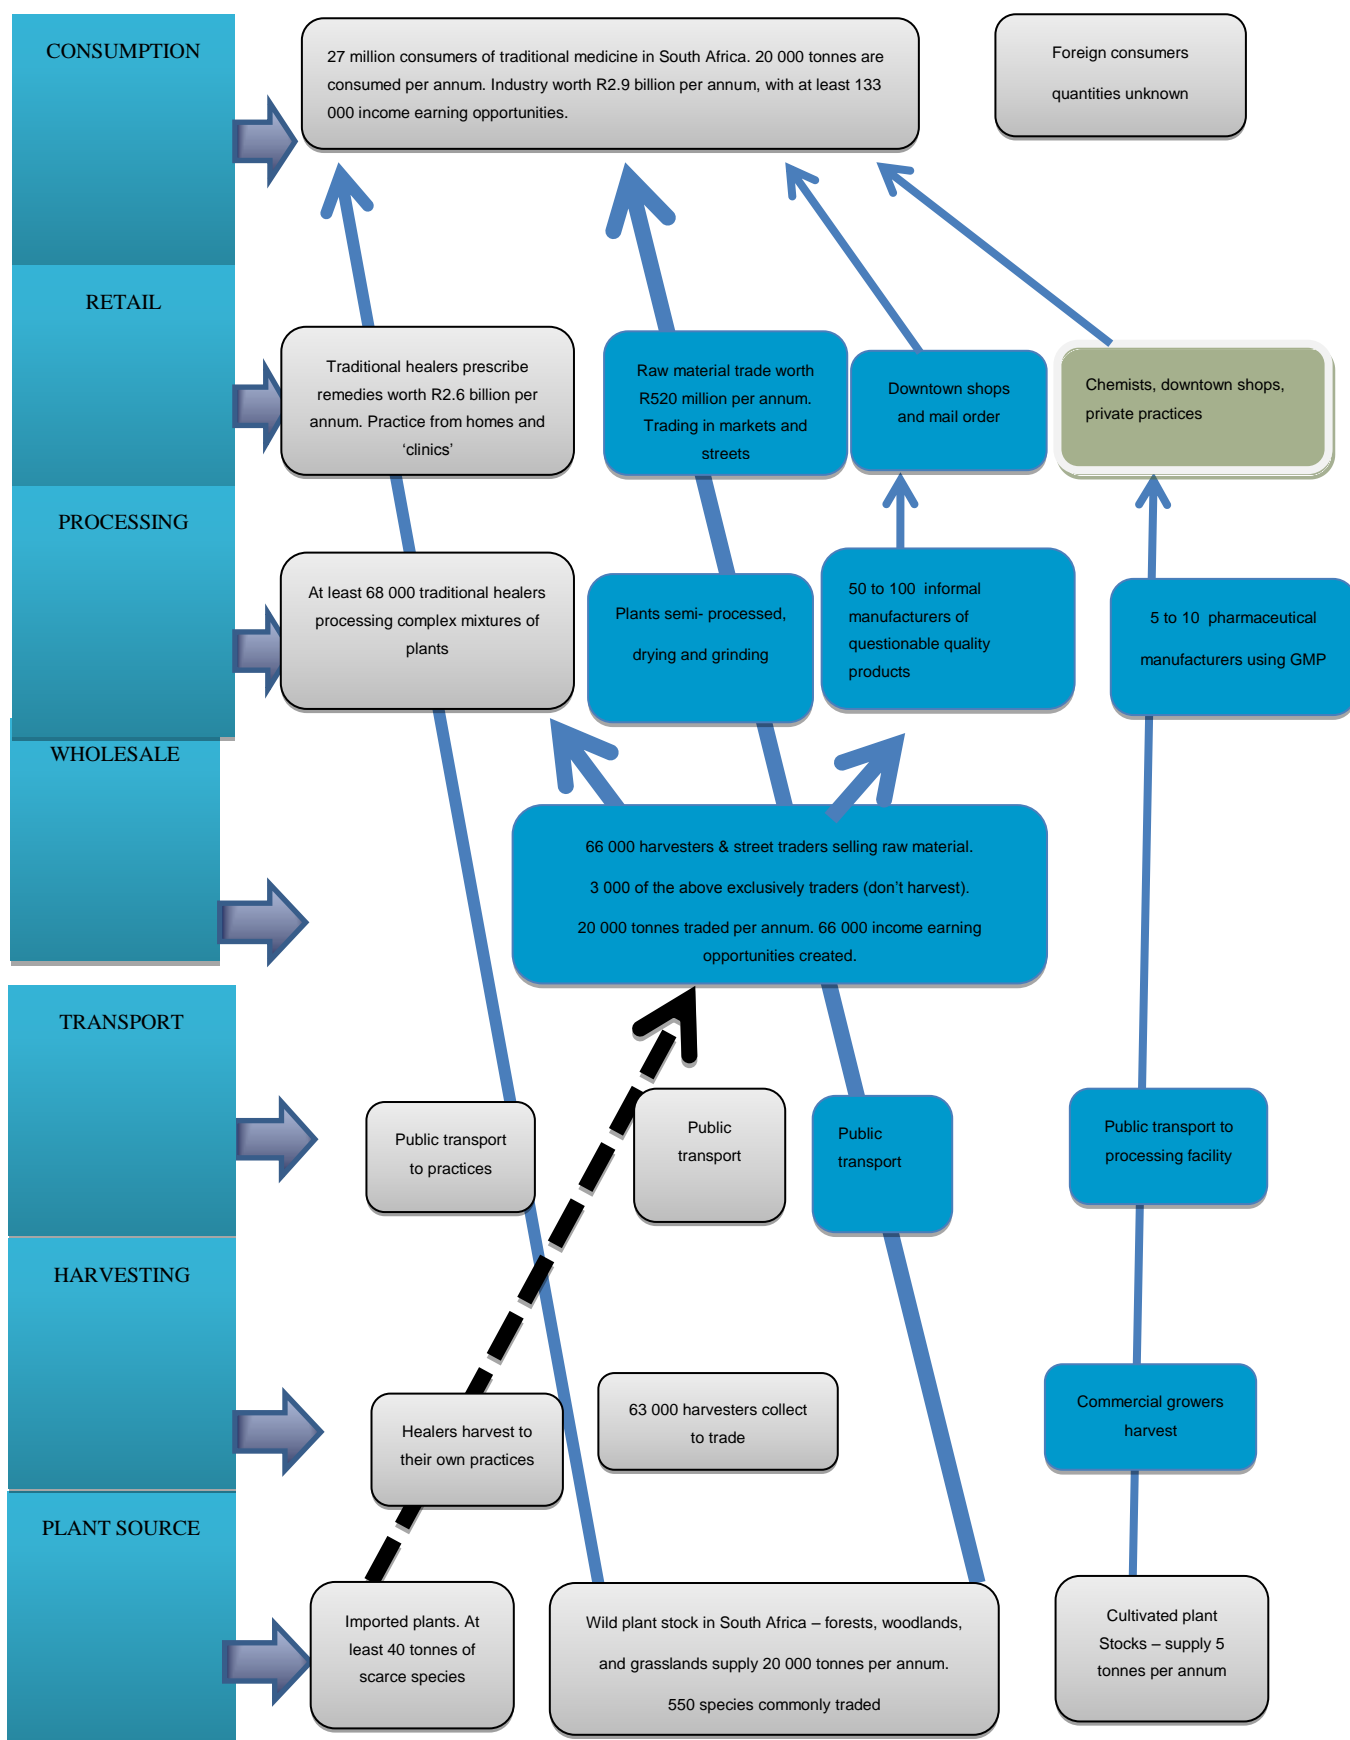 CONSUMPTION
27 million consumers of traditional medicine in South Africa. 20 000 tonnes are
consumed per annum. Industry worth R2.9 billion per annum, with at least 133
000 income earning opportunities.
Foreign consumers
quantities unknown
RETAIL
Traditional healers prescribe
remedies worth R2.6 billion per
annum. Practice from homes and
‘clinics’
Raw material trade worth
R520 million per annum.
Trading in markets and
streets
Downtown shops
and mail order
Chemists, downtown shops,
private practices
PROCESSING
At least 68 000 traditional healers
processing complex mixtures of
plants
Plants semi- processed,
drying and grinding
50 to 100  informal
manufacturers of
questionable quality
products
5 to 10  pharmaceutical
manufacturers using GMP
WHOLESALE
66 000 harvesters & street traders selling raw material.
3 000 of the above exclusively traders (don’t harvest).
20 000 tonnes traded per annum. 66 000 income earning
opportunities created.
TRANSPORT
Public transport
to practices
Public
transport
Public
transport
Public transport to
processing facility
HARVESTING
Healers harvest to
their own practices
63 000 harvesters collect
to trade
Commercial growers
harvest
PLANT SOURCE
Imported plants. At
least 40 tonnes of
scarce species
Wild plant stock in South Africa – forests, woodlands,
and grasslands supply 20 000 tonnes per annum.
550 species commonly traded
Cultivated plant
Stocks – supply 5
tonnes per annum